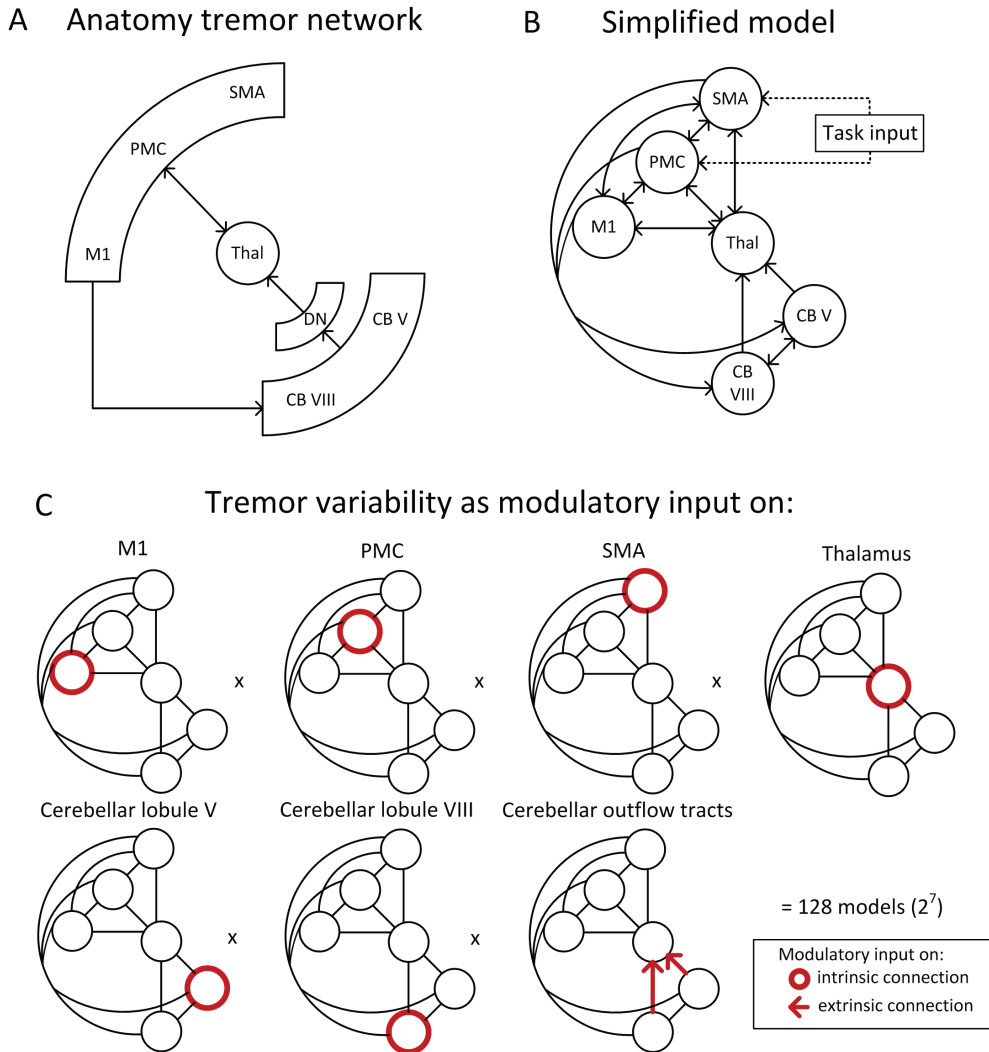 A Anatomy tremor network
SMA
PMC
M1
Thal
DN
CB V
CB VIII
B Simplified model
SMA
Task input
PMC
M1
Thal
CB V
CB
VIII
C Tremor variability as modulatory input on:
M1
PMC
SMA
Thalamus
x
x
x
Cerebellar lobule V
Cerebellar lobule VIII
Cerebellar outflow tracts
x
x
= 128 models (2⁷)
Modulatory input on:
intrinsic connection
extrinsic connection